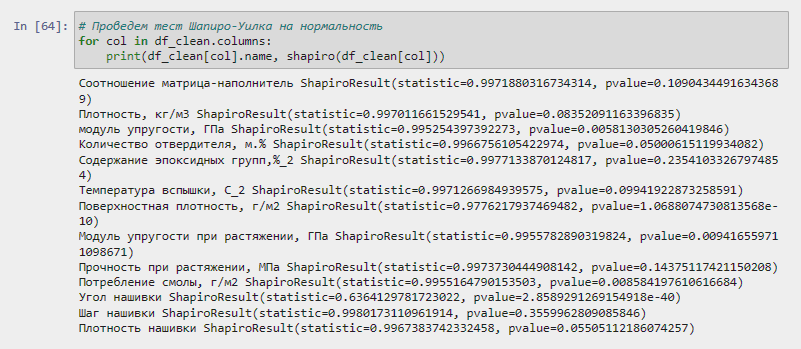 In [64]: # Проведем тест Шапиро-Уилка на нормальность
for col in df_clean.columns:
    print(df_clean[col].name, shapiro(df_clean[col]))
Соотношение матрица-наполнитель ShapiroResult(statistic=0.9971880316734314, pvalue=0.1090434491634368
9)
Плотность, кг/м3 ShapiroResult(statistic=0.997011661529541, pvalue=0.08352091163396835)
модуль упругости, ГПа ShapiroResult(statistic=0.995254397392273, pvalue=0.0058130305260419846)
Количество отвердителя, м.% ShapiroResult(statistic=0.9966756105422974, pvalue=0.05000615119934082)
Содержание эпоксидных групп,%_2 ShapiroResult(statistic=0.9977133870124817, pvalue=0.235410332679748​5
4)
Температура вспышки, С_2 ShapiroResult(statistic=0.9971266984939575, pvalue=0.09941922873258591)
Поверхностная плотность, г/м2 ShapiroResult(statistic=0.9776217937469482, pvalue=1.0688074730813568e-
10)
Модуль упругости при растяжении, ГПа ShapiroResult(statistic=0.9955782890319824, pvalue=0.00941655971
1098671)
Прочность при растяжении, МПа ShapiroResult(statistic=0.9973730444908142, pvalue=0.14375117421150208)
Потребление смолы, г/м2 ShapiroResult(statistic=0.9955164790153503, pvalue=0.008584197610616684)
Угол нашивки ShapiroResult(statistic=0.6364129781723022, pvalue=2.8589291269154918e-40)
Шаг нашивки ShapiroResult(statistic=0.9980173110961914, pvalue=0.3559962809085846)
Плотность нашивки ShapiroResult(statistic=0.9967383742332458, pvalue=0.05505112186074257)